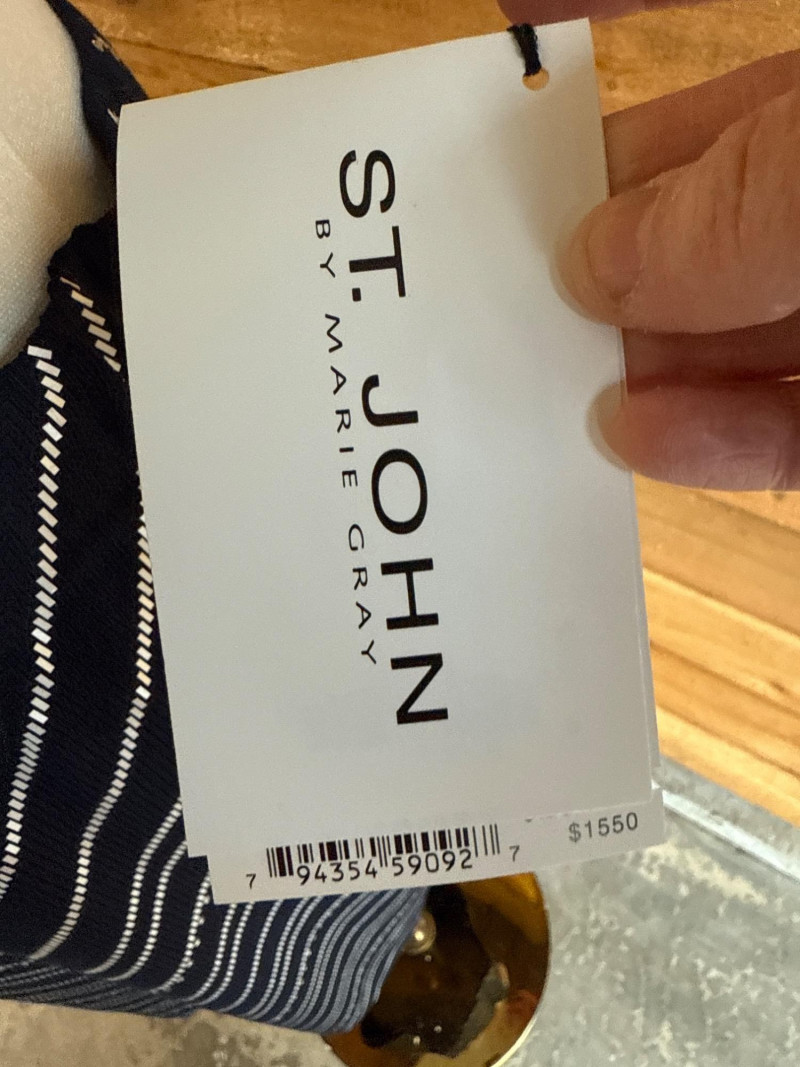 ST. JOHN
BY MARIE GRAY
$1550
7 94354 59092 7